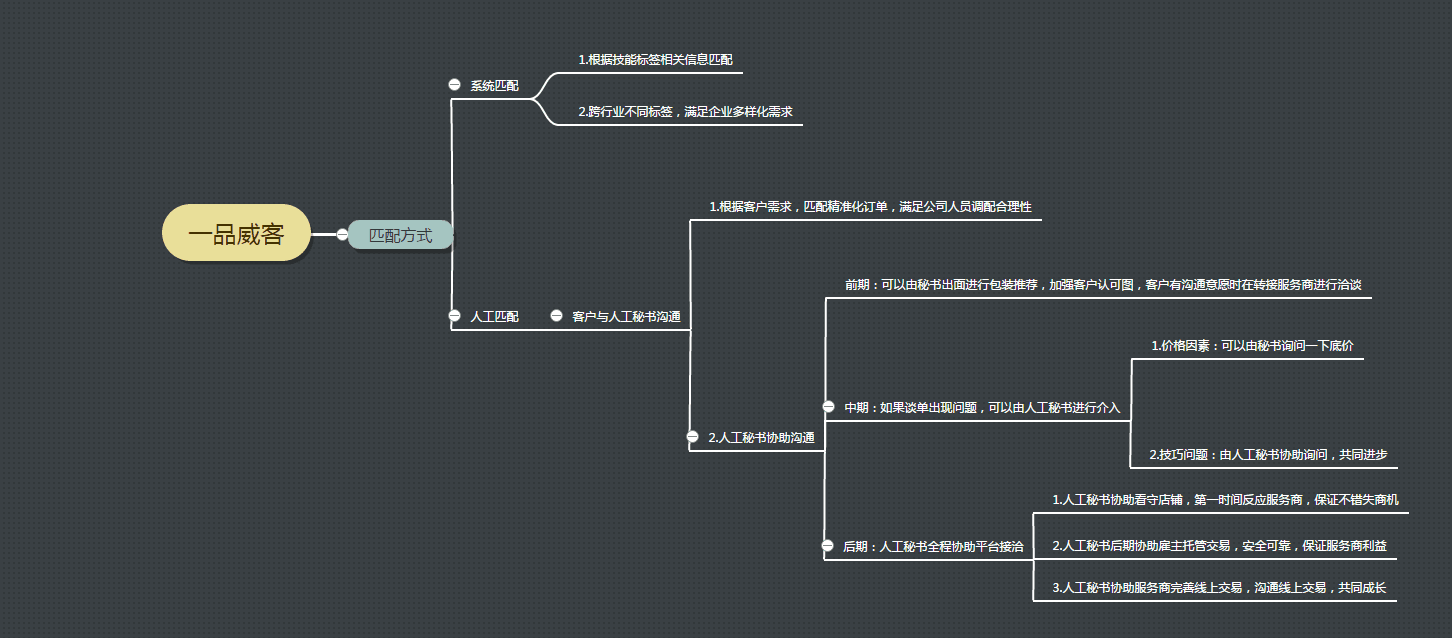 一品威客
匹配方式
系统匹配
1.根据技能标签相关信息匹配
2.跨行业不同标签，满足企业多样化需求
人工匹配
客户与人工秘书沟通
1.根据客户需求，匹配精准化订单，满足公司人员调配合理性
2.人工秘书协助沟通
前期：可以由秘书出面进行包装推荐，加强客户认可图，客户有沟通意愿时在转接服务商进行洽谈
中期：如果谈单出现问题，可以由人工秘书进行介入
1.价格因素：可以由秘书询问一下底价
2.技巧问题：由人工秘书协助询问，共同进步
后期：人工秘书全程协助平台接洽
1.人工秘书协助看守店铺，第一时间反应服务商，保证不错失商机
2.人工秘书后期协助雇主托管交易，安全可靠，保证服务商利益
3.人工秘书协助服务商完善线上交易，沟通线上交易，共同成长